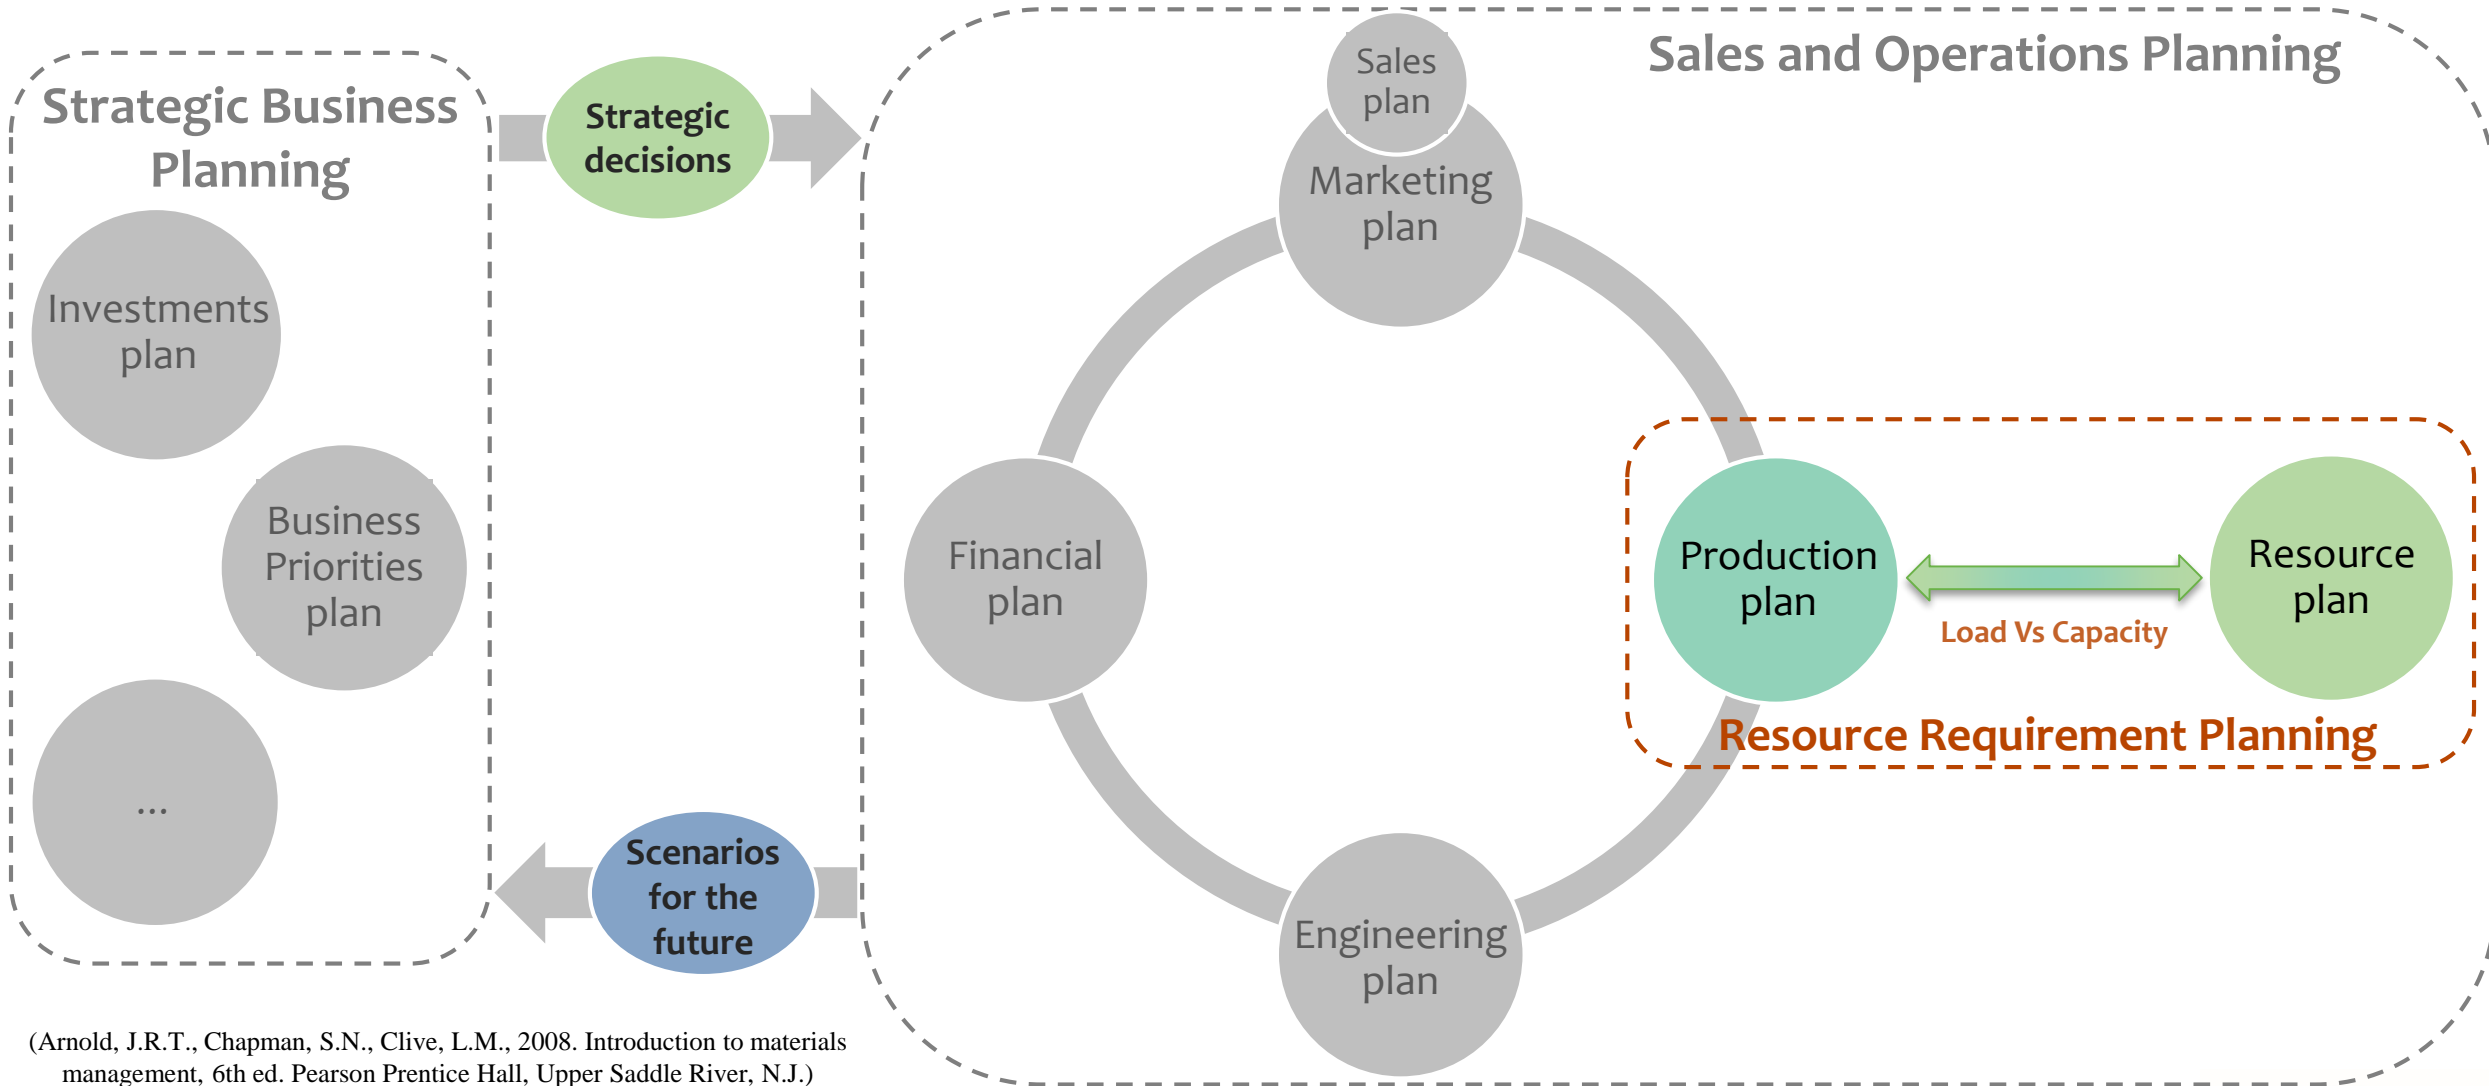 Strategic Business
Planning
Investments
plan
Business
Priorities
plan
...
Strategic
decisions
Scenarios
for the
future
Sales and Operations Planning
Sales
plan
Marketing
plan
Financial
plan
Production
plan
Load Vs Capacity
Resource
plan
Resource Requirement Planning
Engineering
plan
(Arnold, J.R.T., Chapman, S.N., Clive, L.M., 2008. Introduction to materials
management, 6th ed. Pearson Prentice Hall, Upper Saddle River, N.J.)